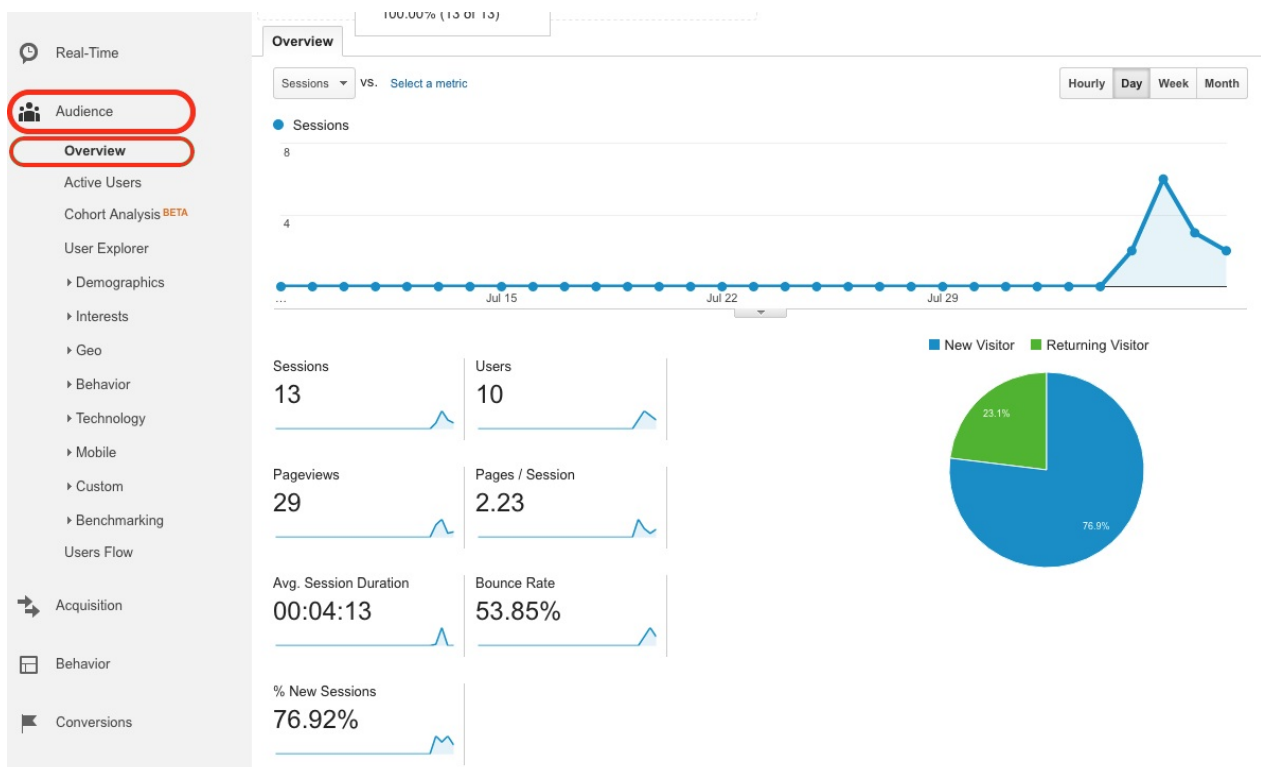 100.00% (13 of 13)
Real-Time
Audience
Overview
Active Users
Cohort Analysis BETA
User Explorer
Demographics
Interests
Geo
Behavior
Technology
Mobile
Custom
Benchmarking
Users Flow
Acquisition
Behavior
Conversions
Overview
Sessions VS. Select a metric
Hourly Day Week Month
Sessions
8
4
... Jul 15 Jul 22 Jul 29
New Visitor Returning Visitor
23.1%
76.9%
Sessions
13
Users
10
Pageviews
29
Pages / Session
2.23
Avg. Session Duration
00:04:13
Bounce Rate
53.85%
% New Sessions
76.92%